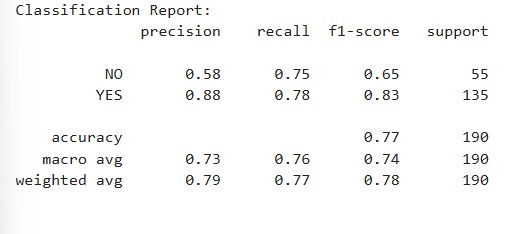 Classification Report:
precision recall f1-score support
NO 0.58 0.75 0.65 55
YES 0.88 0.78 0.83 135
accuracy 0.77 190
macro avg 0.73 0.76 0.74 190
weighted avg 0.79 0.77 0.78 190